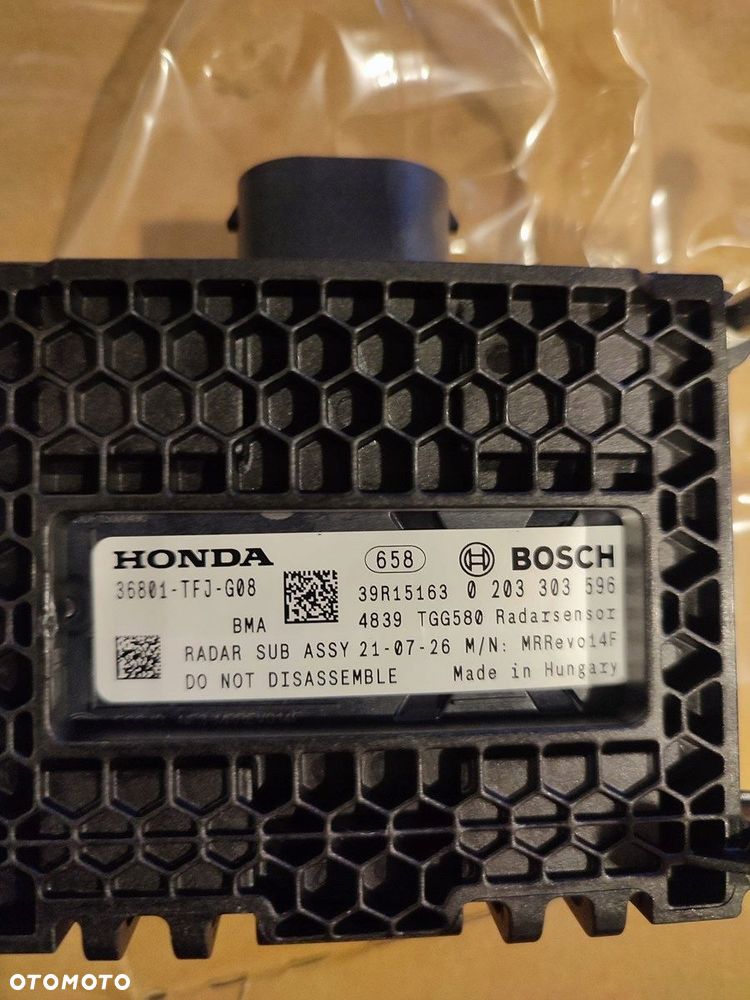 HONDA 658 BOSCH
36801-TFJ-G08 39R15163 0 203 303 596
BMA 4839 TGG580 Radarsensor
RADAR SUB ASSY 21-07-26 M/N: MRRevo14F
DO NOT DISASSEMBLE Made in Hungary
OTOMOTO